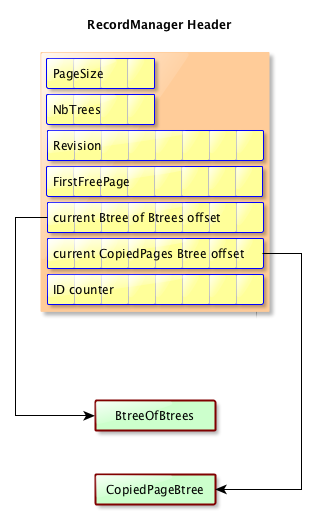 RecordManager Header
PageSize
NbTrees
Revision
FirstFreePage
current Btree of Btrees offset
current CopiedPages Btree offset
ID counter
BtreeOfBtrees
CopiedPageBtree